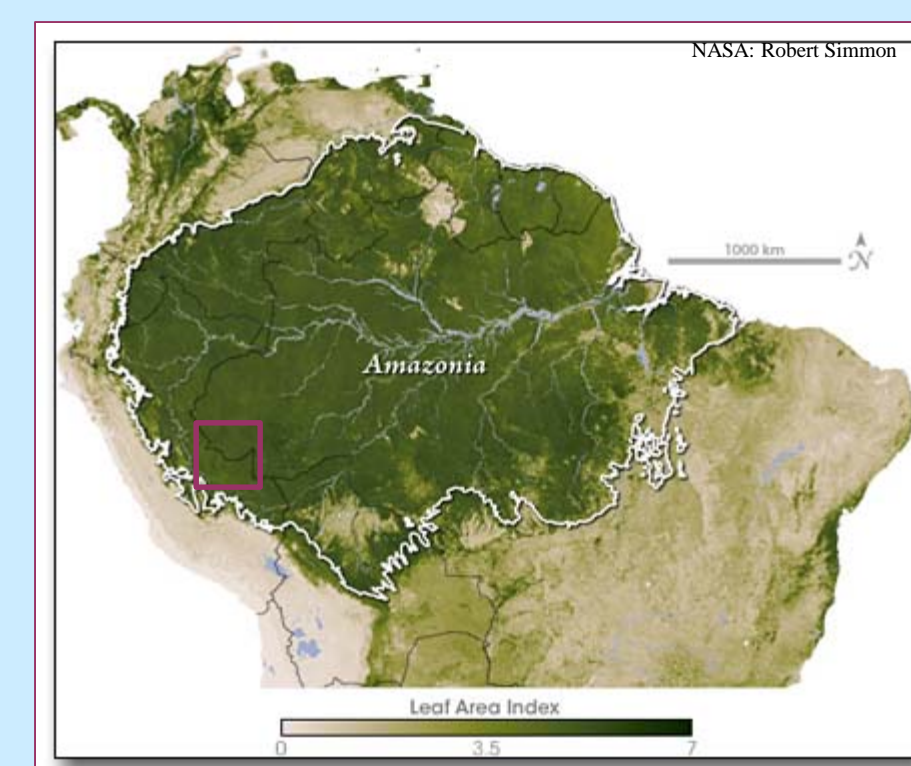 NASA: Robert Simmon
1000 km
N
Amazonia
Leaf Area Index
0 3.5 7